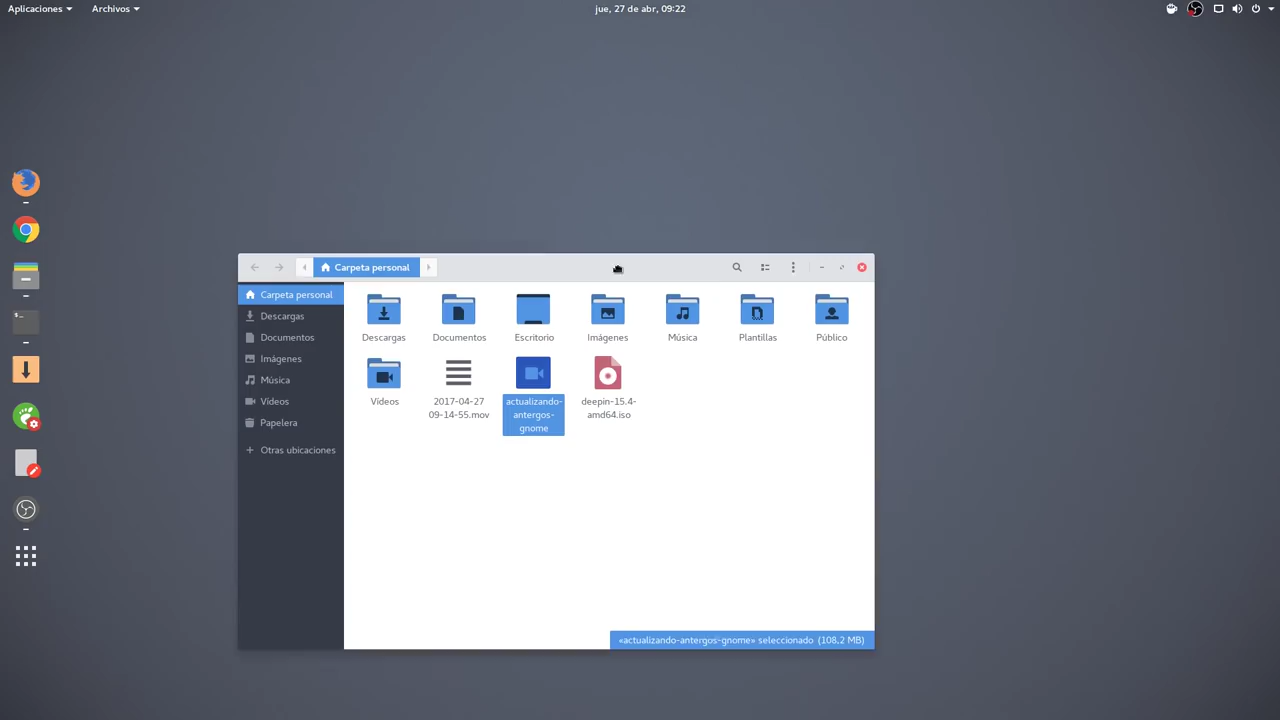 Aplicaciones Archivos jue, 27 de abr, 09:22
Carpeta personal
Carpeta personal
Descargas
Documentos
Imágenes
Música
Vídeos
Papelera
+ Otras ubicaciones
Descargas Documentos Escritorio Imágenes Música Plantillas Público
Vídeos 2017-04-27 actualizando- deepin-15.4-
09-14-55.mov antergos- amd64.iso
gnome
«actualizando-antergos-gnome» seleccionado (108,2 MB)